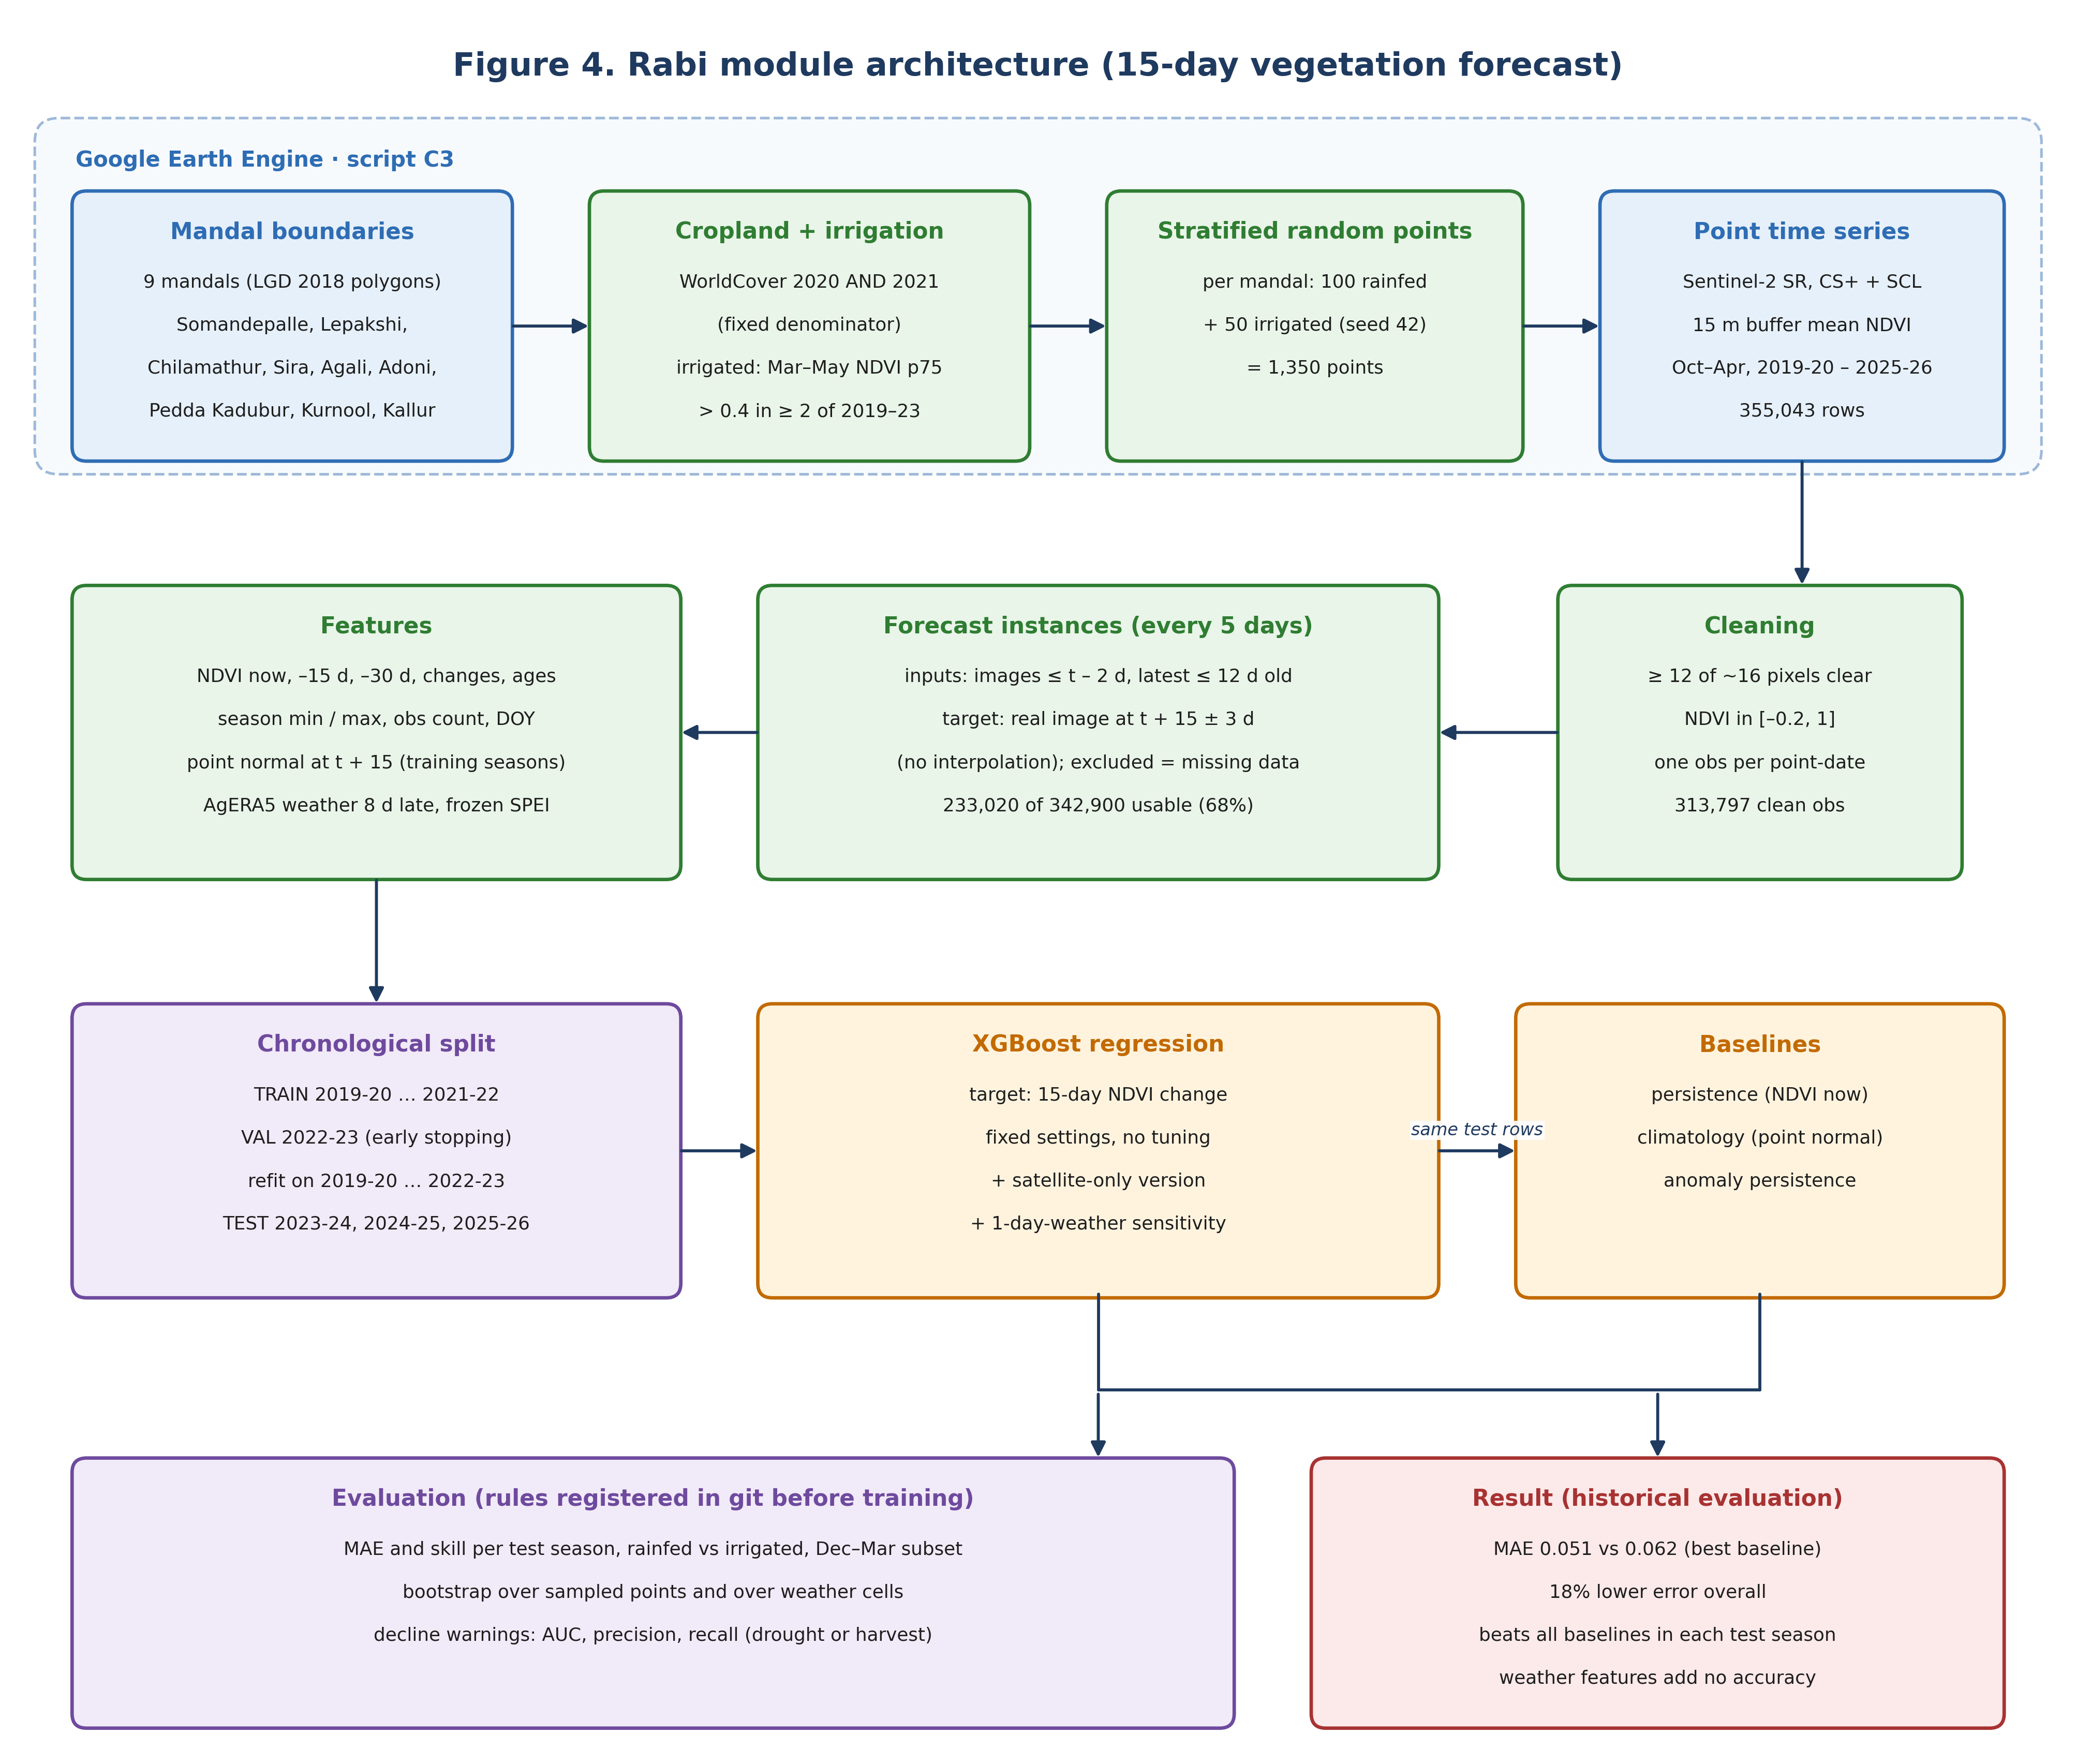 Figure 4. Rabi module architecture (15-day vegetation forecast)
Google Earth Engine · script C3
Mandal boundaries
9 mandals (LGD 2018 polygons)
Somandepalle, Lepakshi,
Chilamathur, Sira, Agali, Adoni,
Pedda Kadubur, Kurnool, Kallur
Cropland + irrigation
WorldCover 2020 AND 2021
(fixed denominator)
irrigated: Mar–May NDVI p75
> 0.4 in ≥ 2 of 2019–23
Stratified random points
per mandal: 100 rainfed
+ 50 irrigated (seed 42)
= 1,350 points
Point time series
Sentinel-2 SR, CS+ + SCL
15 m buffer mean NDVI
Oct–Apr, 2019-20 – 2025-26
355,043 rows
Features
NDVI now, –15 d, –30 d, changes, ages
season min / max, obs count, DOY
point normal at t + 15 (training seasons)
AgERA5 weather 8 d late, frozen SPEI
Forecast instances (every 5 days)
inputs: images ≤ t – 2 d, latest ≤ 12 d old
target: real image at t + 15 ± 3 d
(no interpolation); excluded = missing data
233,020 of 342,900 usable (68%)
Cleaning
≥ 12 of ~16 pixels clear
NDVI in [–0.2, 1]
one obs per point-date
313,797 clean obs
Chronological split
TRAIN 2019-20 … 2021-22
VAL 2022-23 (early stopping)
refit on 2019-20 … 2022-23
TEST 2023-24, 2024-25, 2025-26
XGBoost regression
target: 15-day NDVI change
fixed settings, no tuning
+ satellite-only version
+ 1-day-weather sensitivity
same test rows
Baselines
persistence (NDVI now)
climatology (point normal)
anomaly persistence
Evaluation (rules registered in git before training)
MAE and skill per test season, rainfed vs irrigated, Dec–Mar subset
bootstrap over sampled points and over weather cells
decline warnings: AUC, precision, recall (drought or harvest)
Result (historical evaluation)
MAE 0.051 vs 0.062 (best baseline)
18% lower error overall
beats all baselines in each test season
weather features add no accuracy